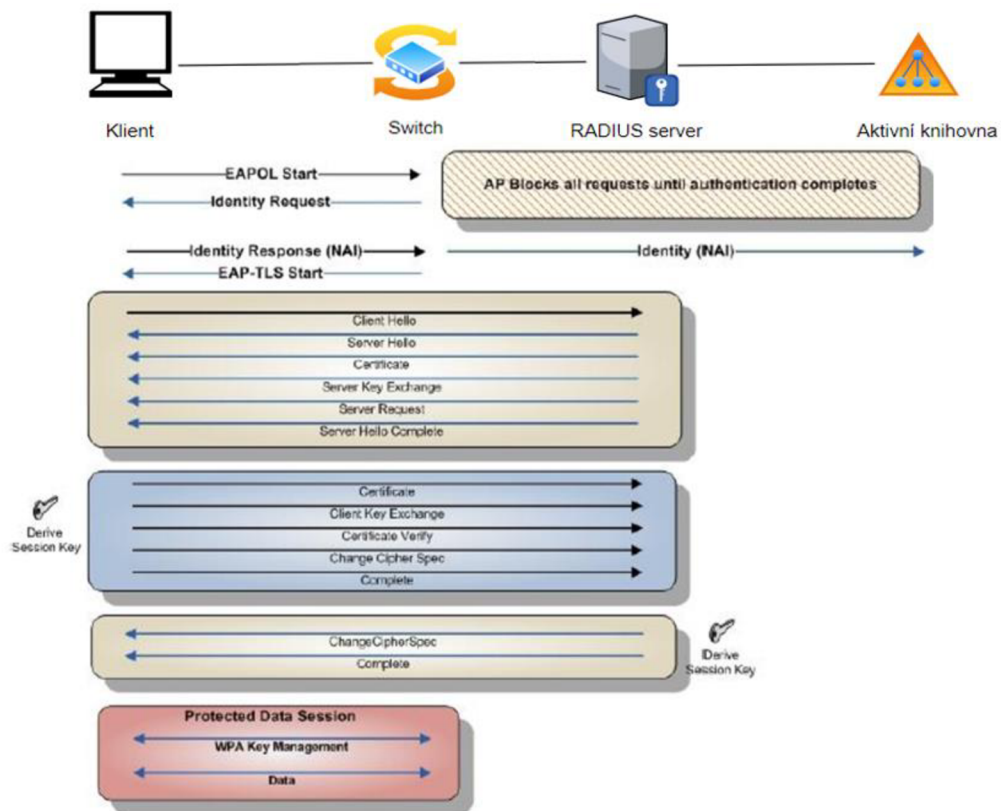 Klient
Switch
RADIUS server
Aktivní knihovna
EAPOL Start
AP Blocks all requests until authentication completes
Identity Request
Identity Response (NAI)
Identity (NAI)
EAP-TLS Start
Client Hello
Server Hello
Certificate
Server Key Exchange
Server Request
Server Hello Complete
Derive
Session Key
Certificate
Client Key Exchange
Certificate Verify
Change Cipher Spec
Complete
ChangeCipherSpec
Complete
Derive
Session Key
Protected Data Session
WPA Key Management
Data